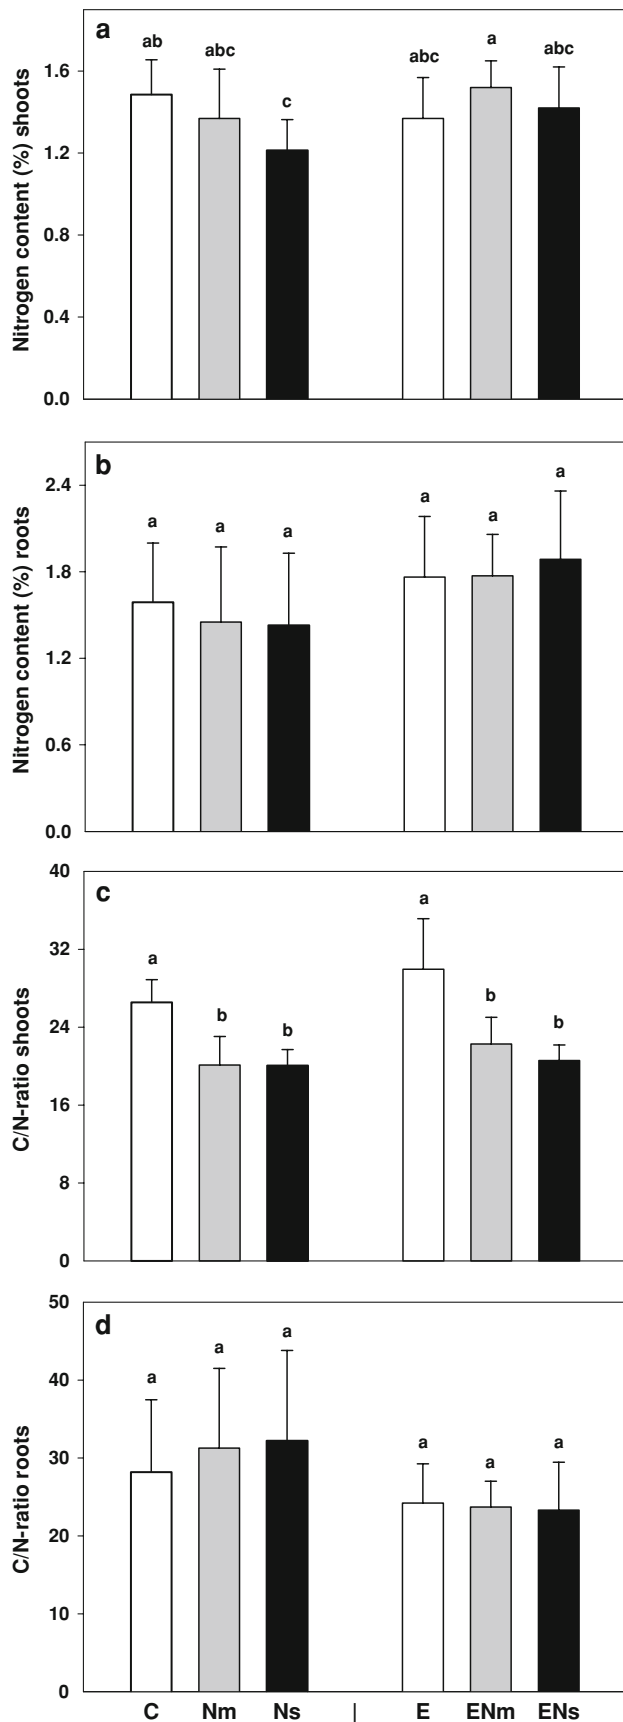 a
Nitrogen content (%) shoots
1.6
1.2
0.8
0.4
0.0
ab abc c abc a abc
b
Nitrogen content (%) roots
2.4
1.8
1.2
0.6
0.0
a a a a a a
c
C/N-ratio shoots
40
32
24
16
8
0
a b b a b b
d
C/N-ratio roots
50
40
30
20
10
0
a a a a a a
C Nm Ns | E ENm ENs